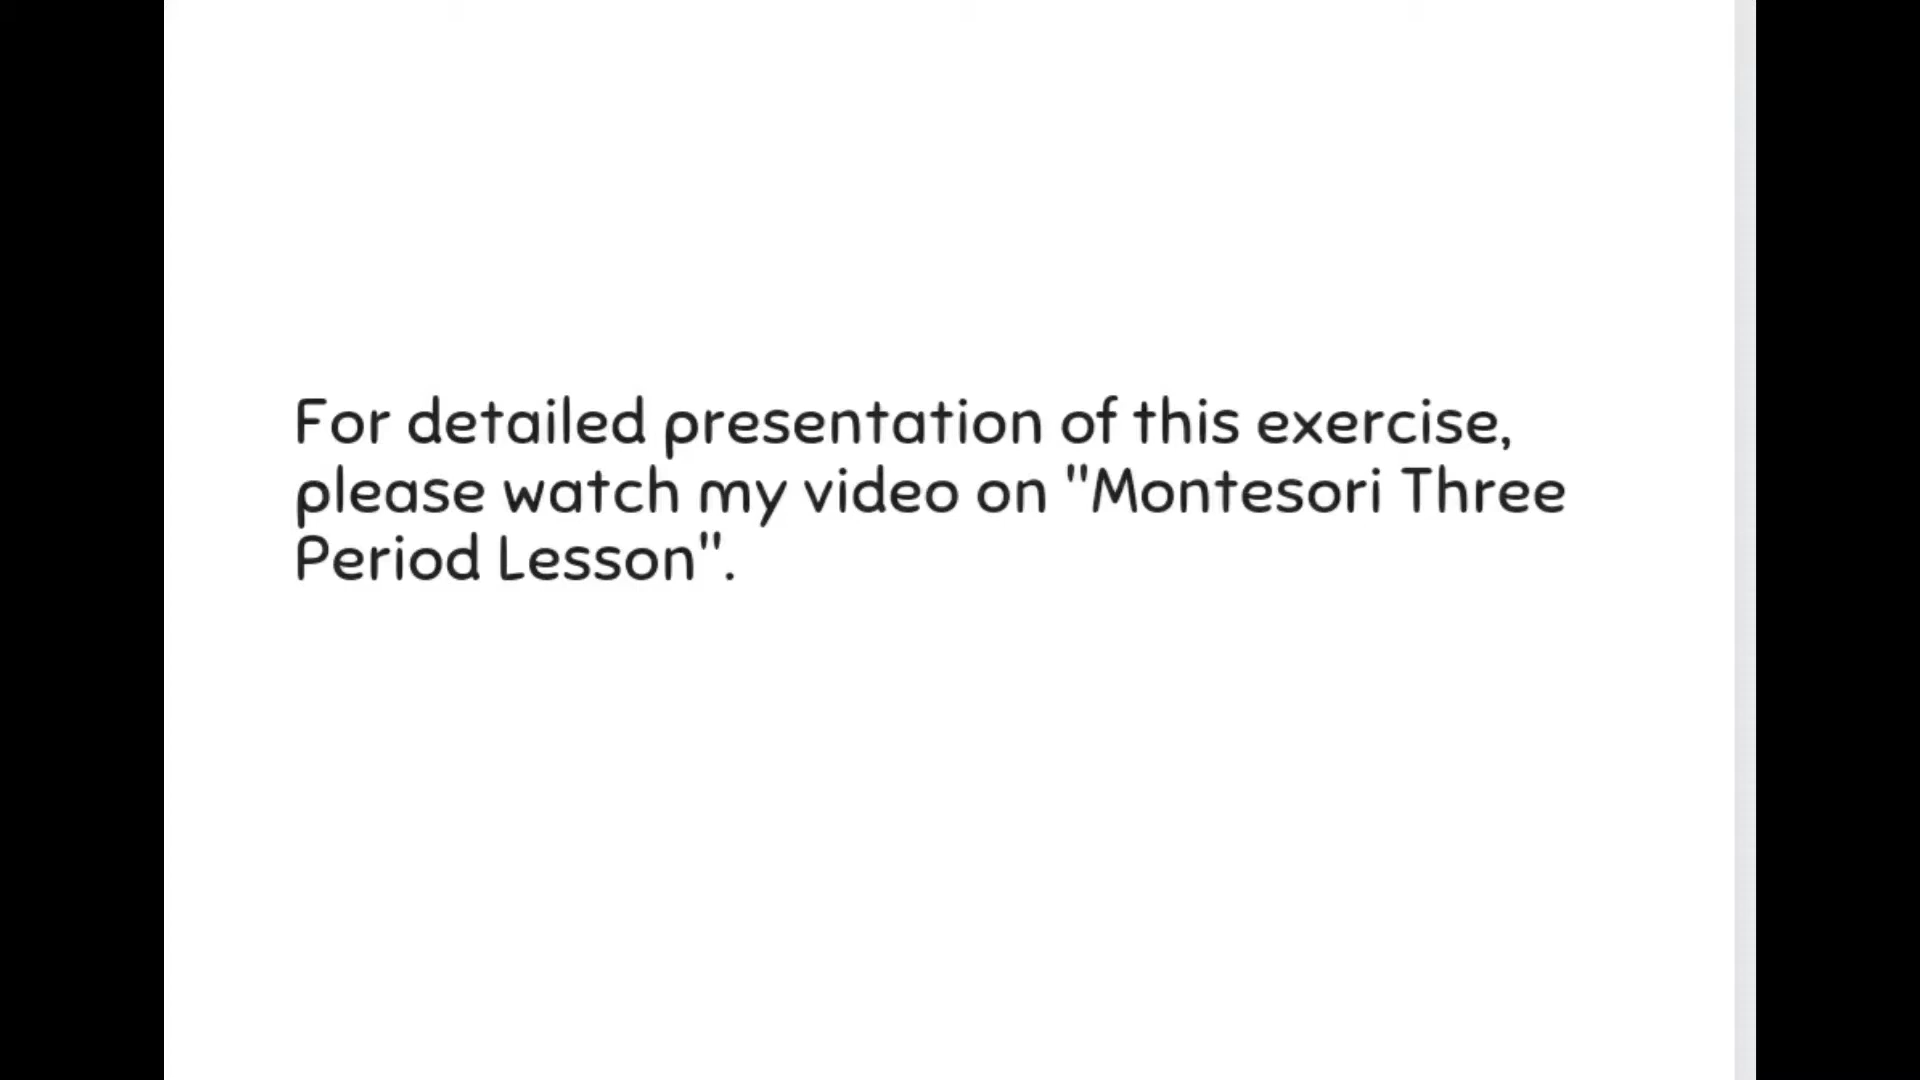 For detailed presentation of this exercise,
please watch my video on "Montesori Three
Period Lesson".